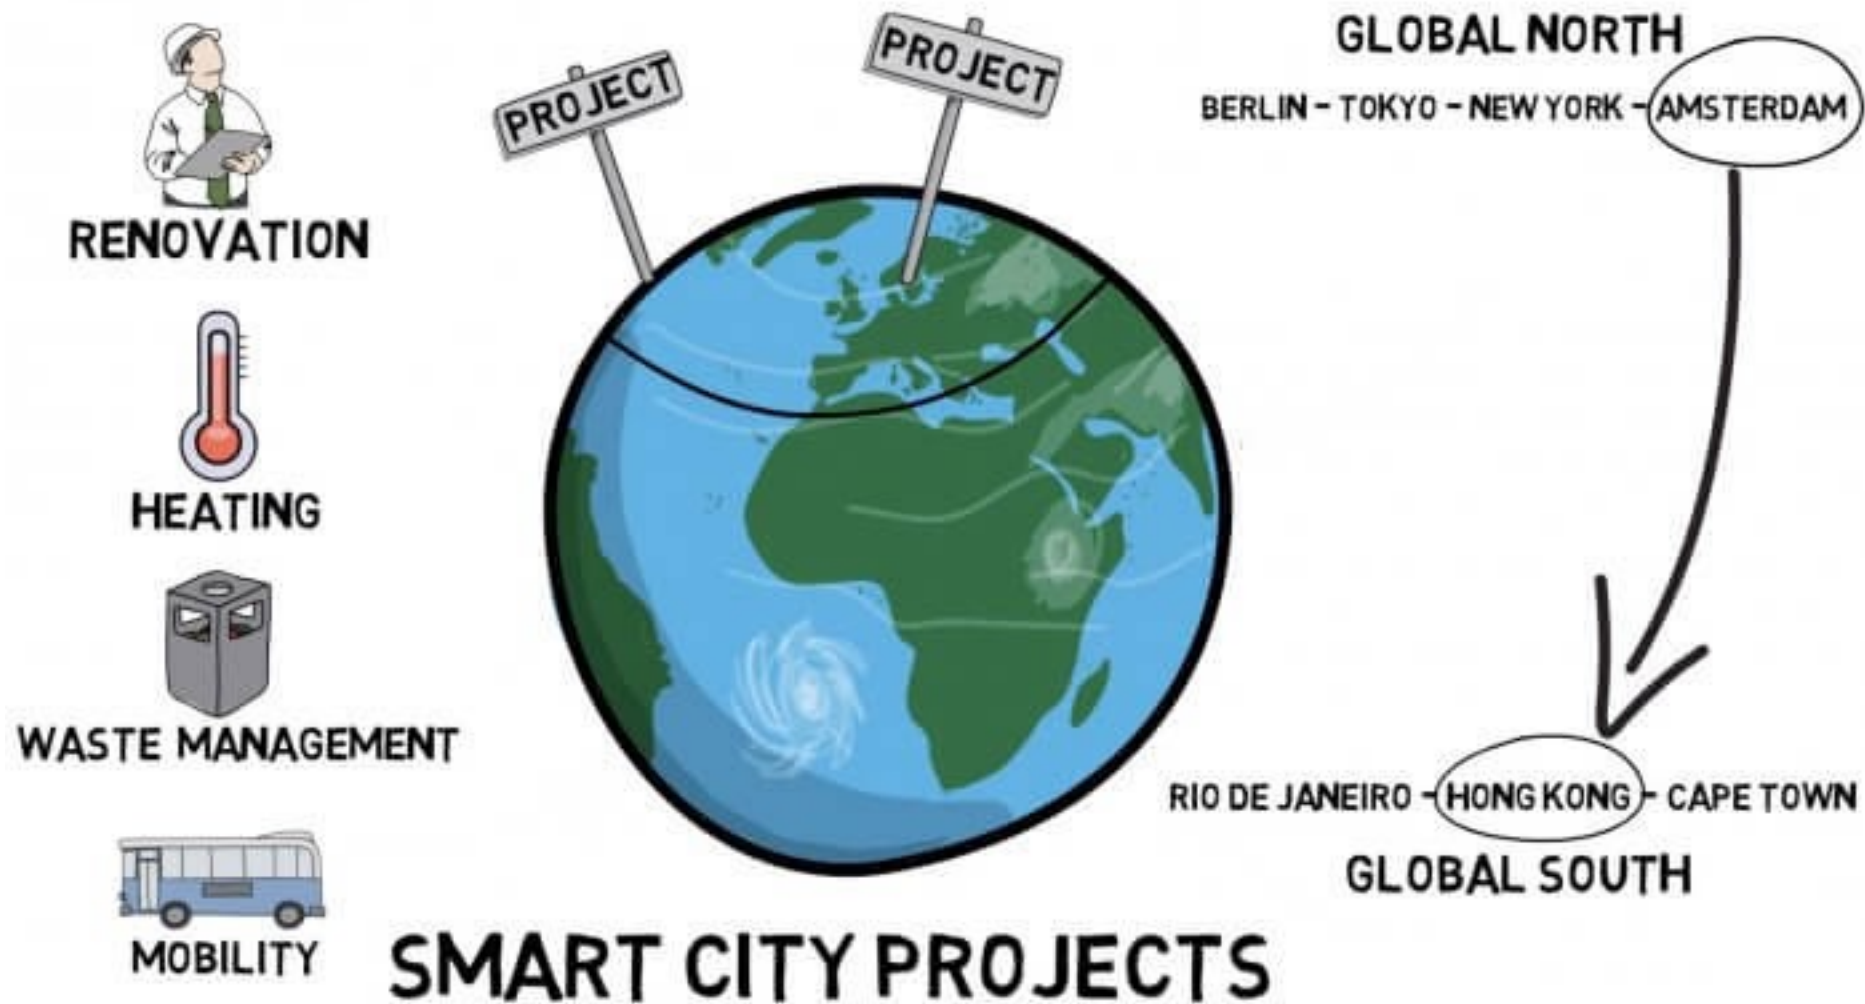 RENOVATION
HEATING
WASTE MANAGEMENT
MOBILITY
PROJECT
PROJECT
GLOBAL NORTH
BERLIN - TOKYO - NEW YORK - AMSTERDAM
RIO DE JANEIRO - HONG KONG - CAPE TOWN
GLOBAL SOUTH
SMART CITY PROJECTS